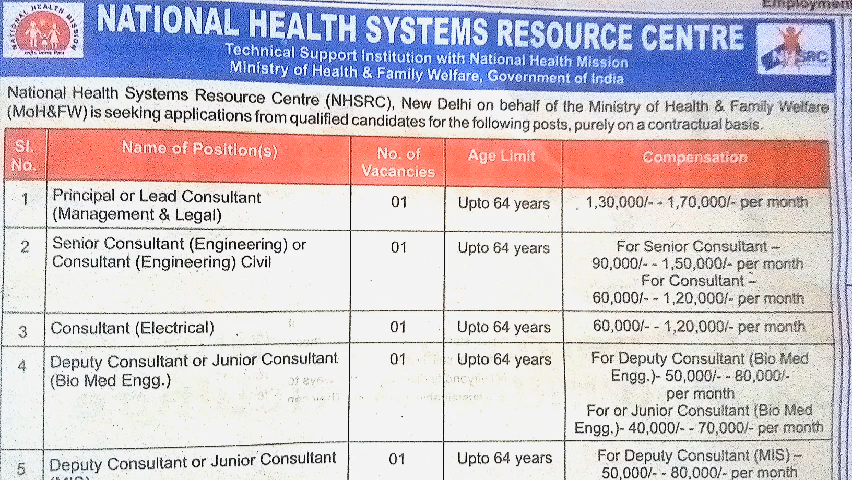 Employment
NATIONAL HEALTH MISSION
NATIONAL HEALTH SYSTEMS RESOURCE CENTRE
Technical Support Institution with National Health Mission
Ministry of Health & Family Welfare, Government of India
NHSRC
National Health Systems Resource Centre (NHSRC), New Delhi on behalf of the Ministry of Health & Family Welfare
(MoH&FW) is seeking applications from qualified candidates for the following posts, purely on a contractual basis.
Sl. No. Name of Position(s) No. of Vacancies Age Limit Compensation
1 Principal or Lead Consultant 01 Upto 64 years 1,30,000/- - 1,70,000/- per month
(Management & Legal)
2 Senior Consultant (Engineering) or 01 Upto 64 years For Senior Consultant –
Consultant (Engineering) Civil 90,000/- - 1,50,000/- per month
For Consultant –
60,000/- - 1,20,000/- per month
3 Consultant (Electrical) 01 Upto 64 years 60,000/- - 1,20,000/- per month
4 Deputy Consultant or Junior Consultant 01 Upto 64 years For Deputy Consultant (Bio Med
(Bio Med Engg.) Engg.)- 50,000/- - 80,000/-
per month
For or Junior Consultant (Bio Med
Engg.)- 40,000/- - 70,000/- per month
5 Deputy Consultant or Junior Consultant 01 Upto 64 years For Deputy Consultant (MIS) –
(MIS) 50,000/- - 80,000/- per month